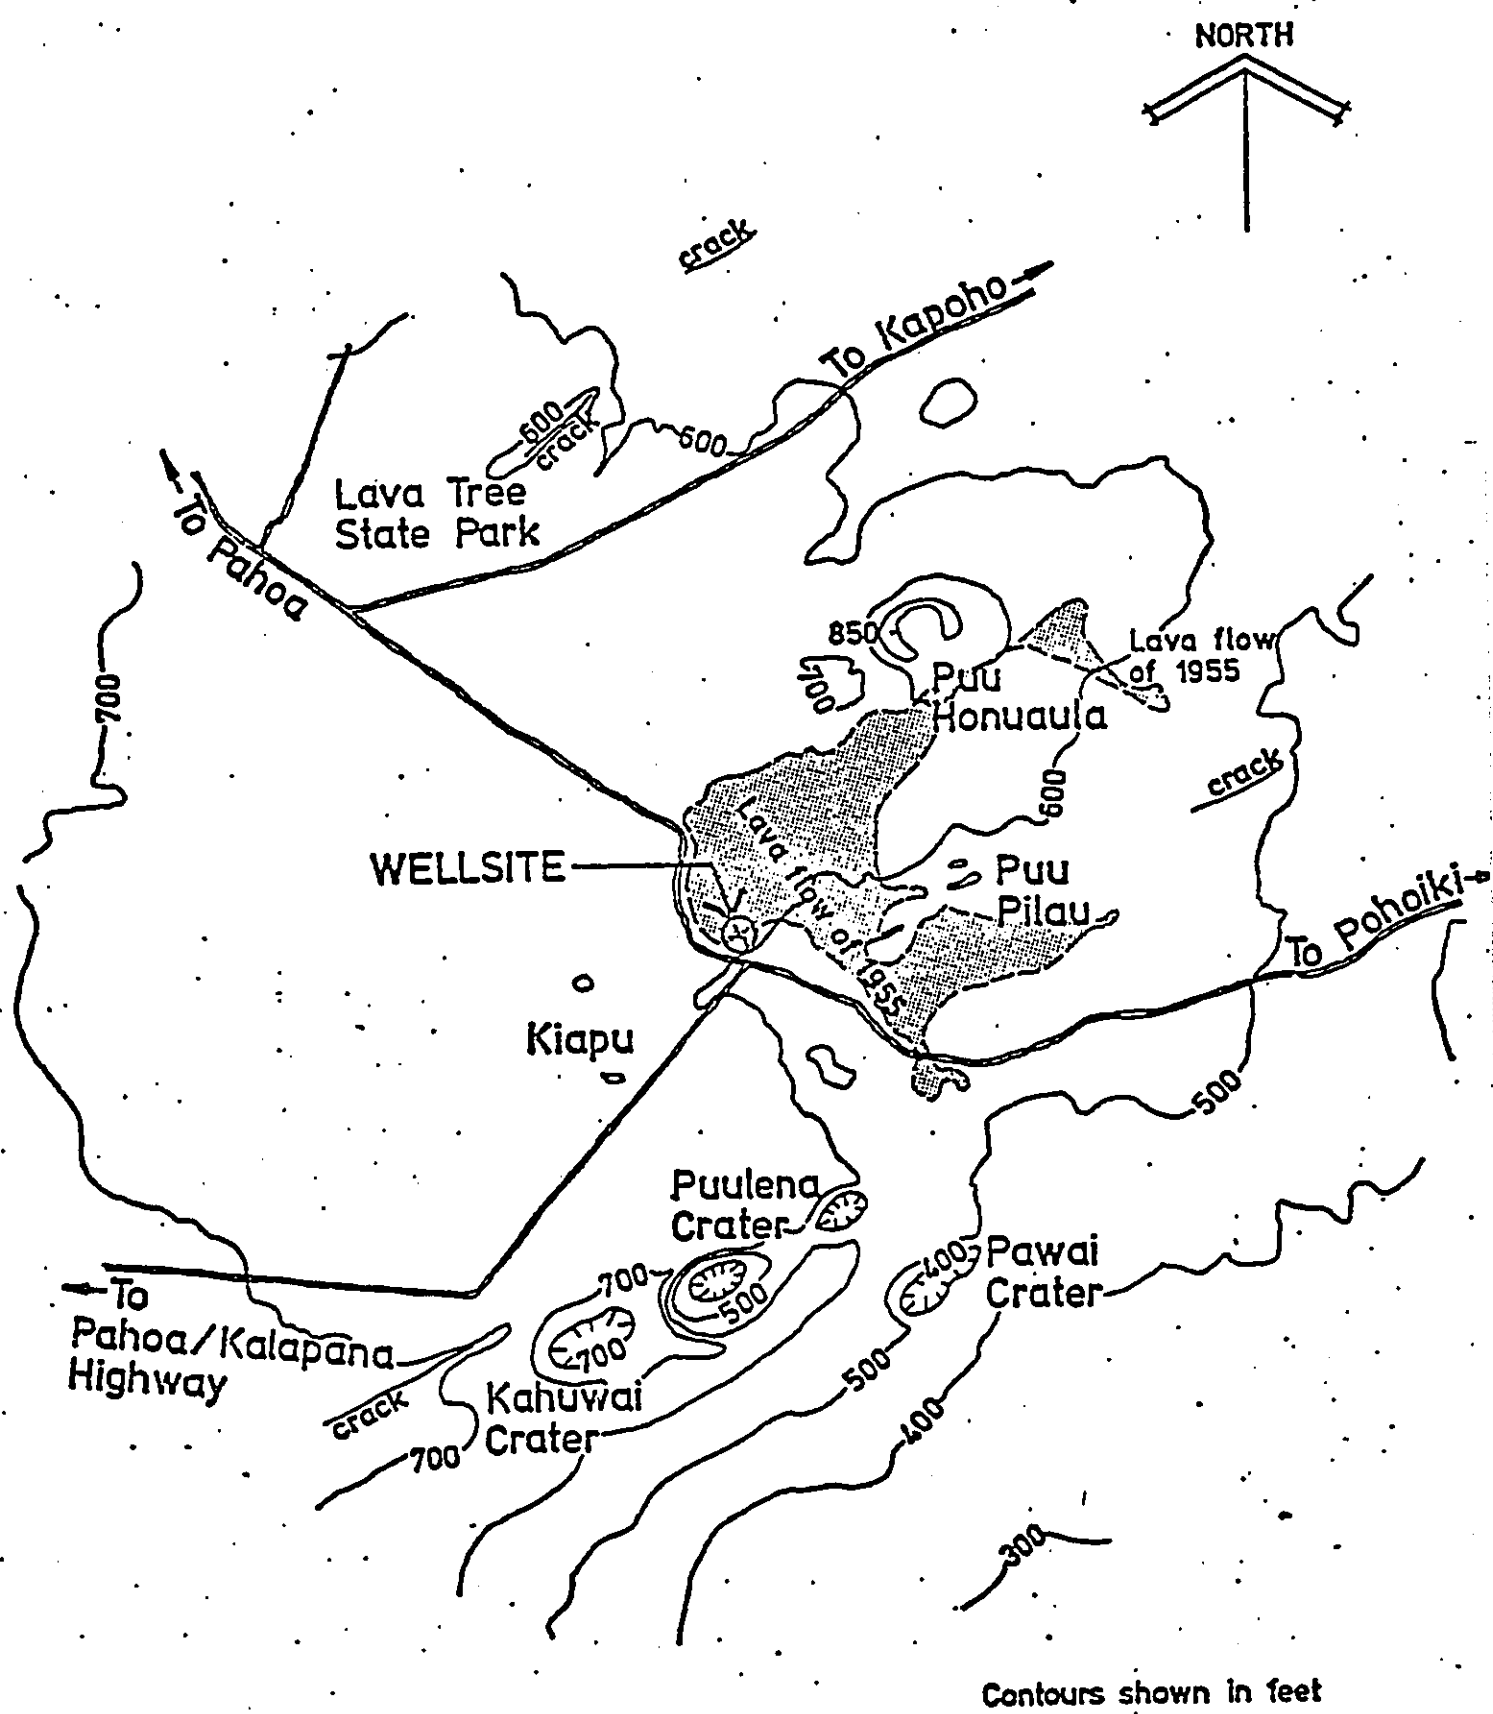 NORTH
crack
To Kapoho
600
crack
600
Lava Tree
State Park
To Pahoa
850
Lava flow
of 1955
700
Puu
Honuaula
700
crack
600
Lava flow of 1955
WELLSITE
Puu
Pilau
To Pohoiki
Kiapu
500
Puulena
Crater
400
Pawai
Crater
700
500
To
Pahoa/Kalapana
Highway
700
500
crack
Kahuwai
Crater
400
700
300
Contours shown in feet